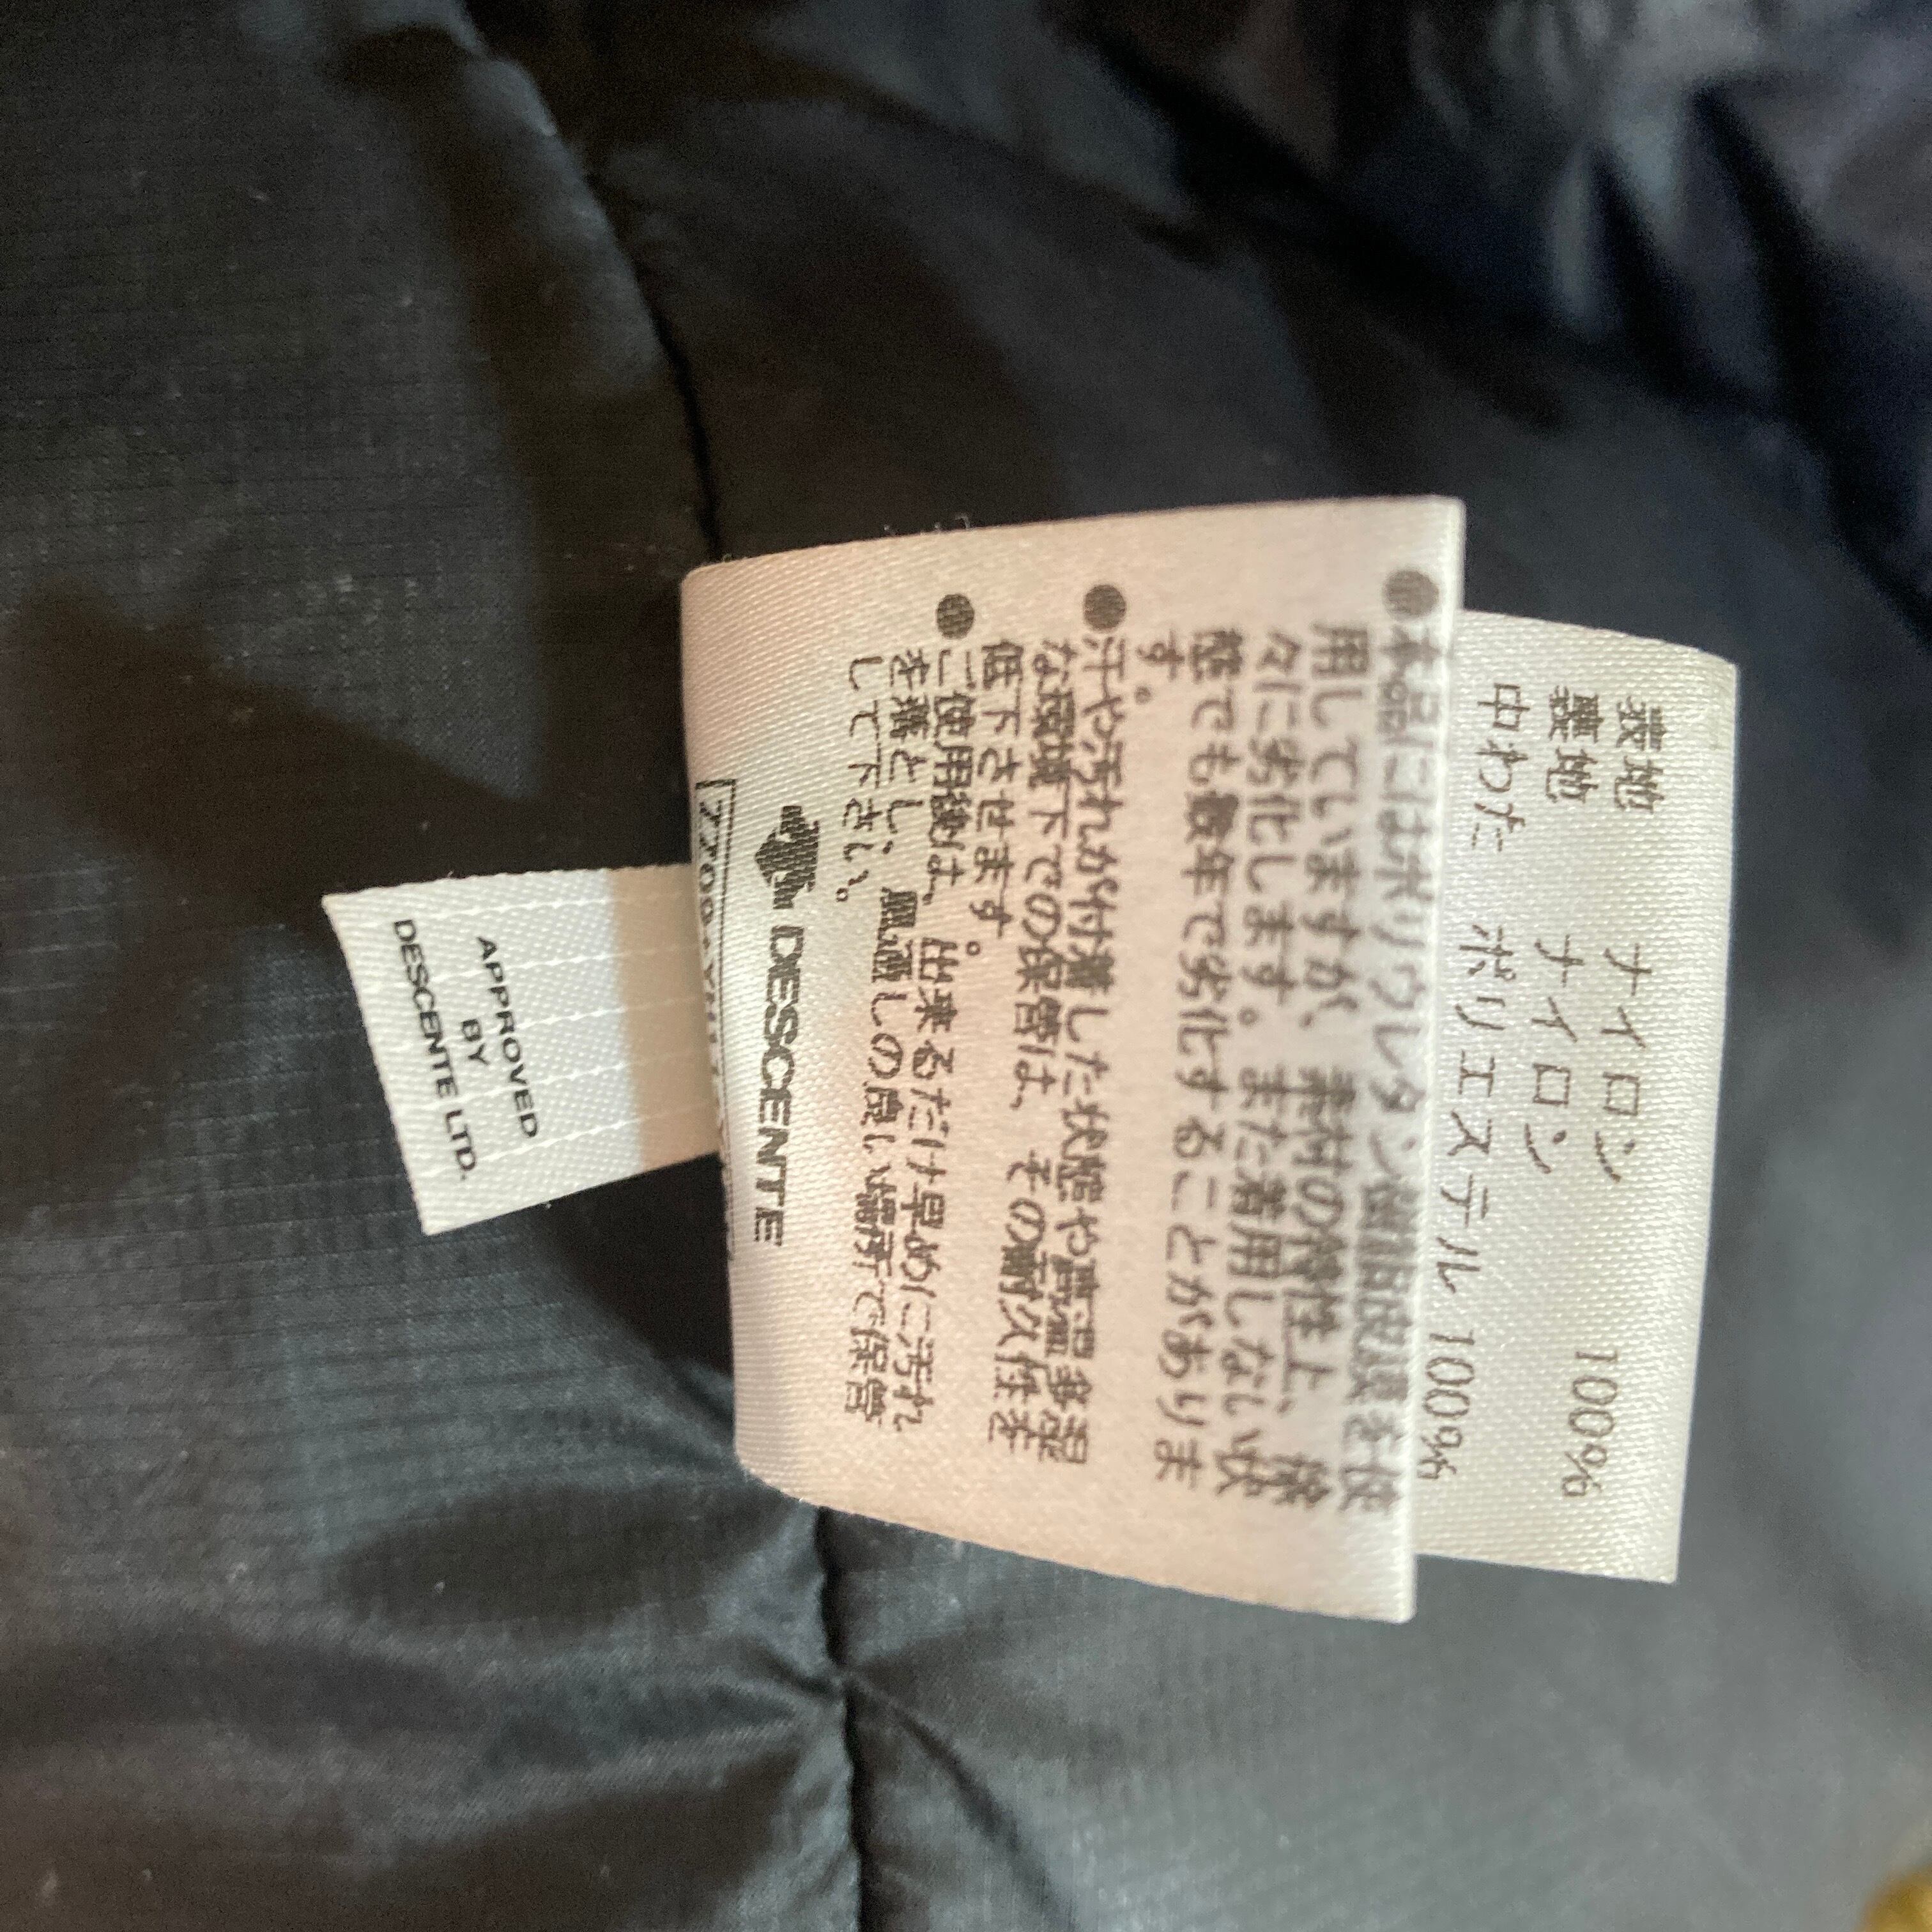 表地 ナイロン
裏地 ナイロン 100%
中わた ポリエステル 100%
●本品にはポリウレタン樹脂皮膜を使
用していますが、素材の特性上、除
々に劣化します。また着用しない状
態でも数年で劣化することがありま
す。
●汗や汚れが付着した状態や高温多湿
な環境下での保管は、その耐久性を
低下させます。
●ご使用後は、出来るだけ早めに汚れ
を落とし、風通しの良い場所で保管
して下さい。
DESCENTE
APPROVED
BY
DESCENTE LTD.